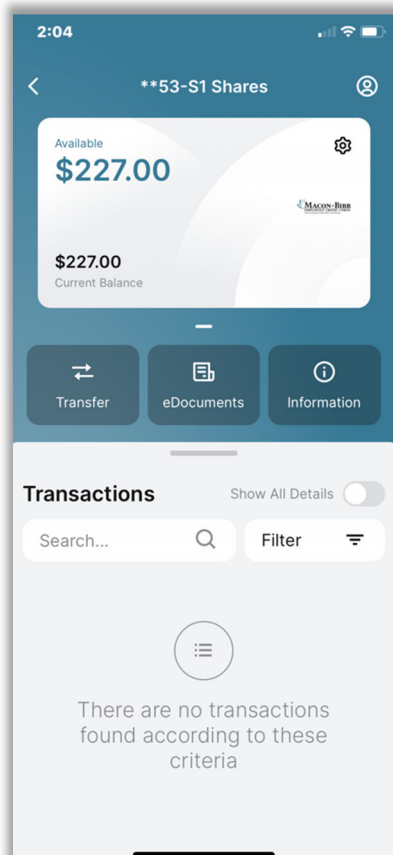 2:04
**53-S1 Shares
Available
$227.00
MACON-BIBB
$227.00
Current Balance
Transfer
eDocuments
Information
Transactions
Show All Details
Search...
Filter
There are no transactions
found according to these
criteria